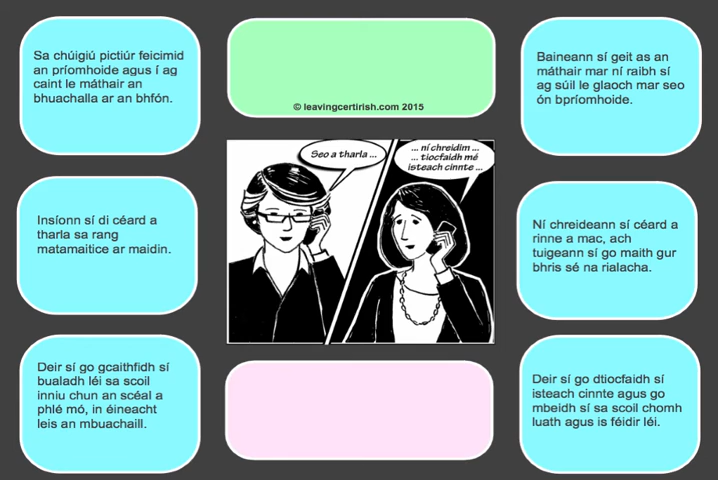 Sa chúigiú pictiúr feicimid
an príomhoide agus í ag
caint le máthair an
bhuachalla ar an bhfón.
Insíonn sí di céard a
tharla sa rang
matamaitice ar maidin.
Deir sí go gcaithfidh sí
bualadh léi sa scoil
inniu chun an scéal a
phlé mó, in éineacht
leis an mbuachaill.
© leavingcertirish.com 2015
Seo a tharla ...
... ní chreidim ...
... tiocfaidh mé
isteach cinnte ...
Baineann sí geit as an
máthair mar ní raibh sí
ag súil le glaoch mar seo
ón bpríomhoide.
Ní chreideann sí céard a
rinne a mac, ach
tuigeann sí go maith gur
bhris sé na rialacha.
Deir sí go dtiocfaidh sí
isteach cinnte agus go
mbeidh sí sa scoil chomh
luath agus is féidir léi.